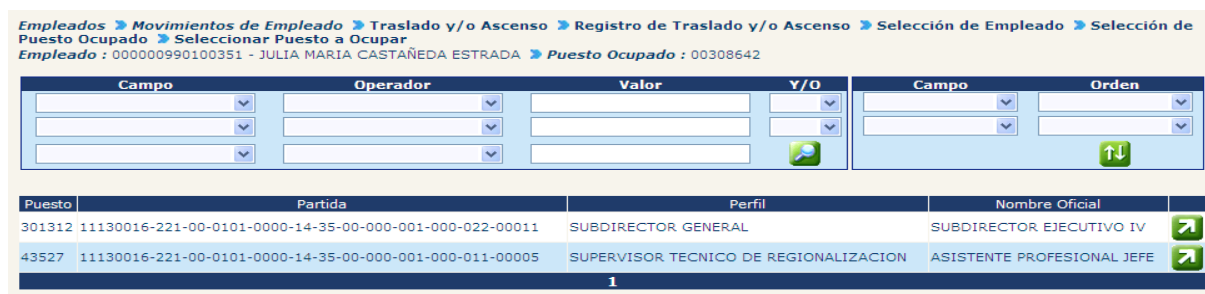 Empleados Movimientos de Empleado Traslado y/o Ascenso Registro de Traslado y/o Ascenso Selección de Empleado Selección de
Puesto Ocupado Seleccionar Puesto a Ocupar
Empleado : 000000990100351 - JULIA MARIA CASTAÑEDA ESTRADA Puesto Ocupado : 00308642
Campo Operador Valor Y/O Campo Orden
Puesto Partida Perfil Nombre Oficial
301312 11130016-221-00-0101-0000-14-35-00-000-001-000-022-00011 SUBDIRECTOR GENERAL SUBDIRECTOR EJECUTIVO IV
43527 11130016-221-00-0101-0000-14-35-00-000-001-000-011-00005 SUPERVISOR TECNICO DE REGIONALIZACION ASISTENTE PROFESIONAL JEFE
1